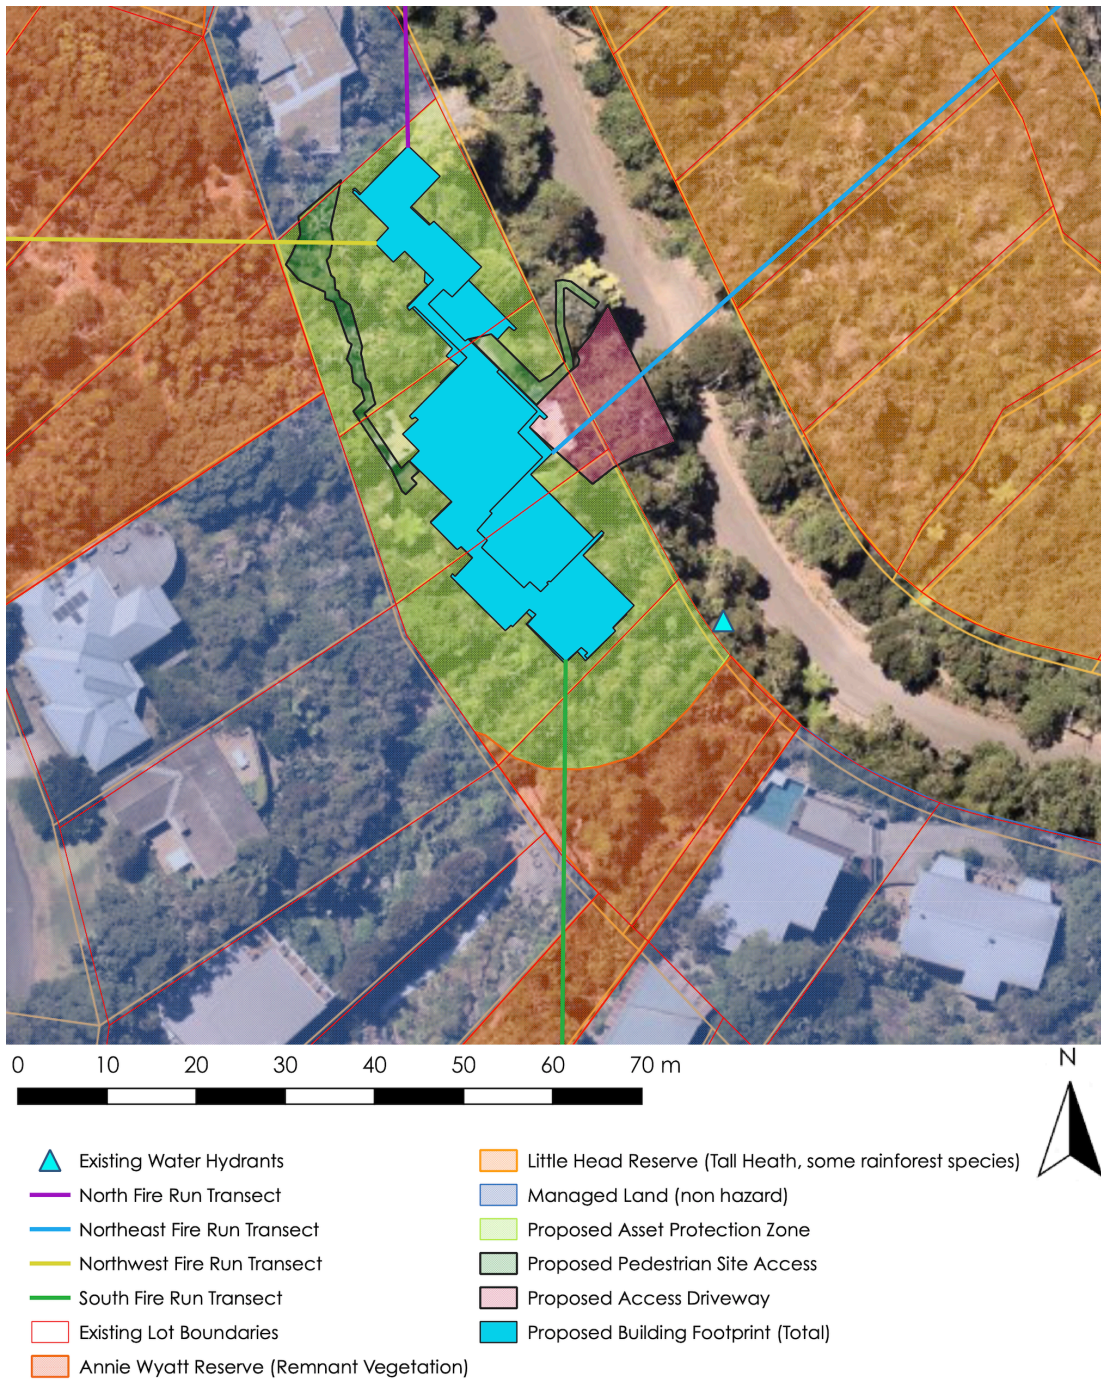 0 10 20 30 40 50 60 70 m
N
Existing Water Hydrants
North Fire Run Transect
Northeast Fire Run Transect
Northwest Fire Run Transect
South Fire Run Transect
Existing Lot Boundaries
Annie Wyatt Reserve (Remnant Vegetation)
Little Head Reserve (Tall Heath, some rainforest species)
Managed Land (non hazard)
Proposed Asset Protection Zone
Proposed Pedestrian Site Access
Proposed Access Driveway
Proposed Building Footprint (Total)